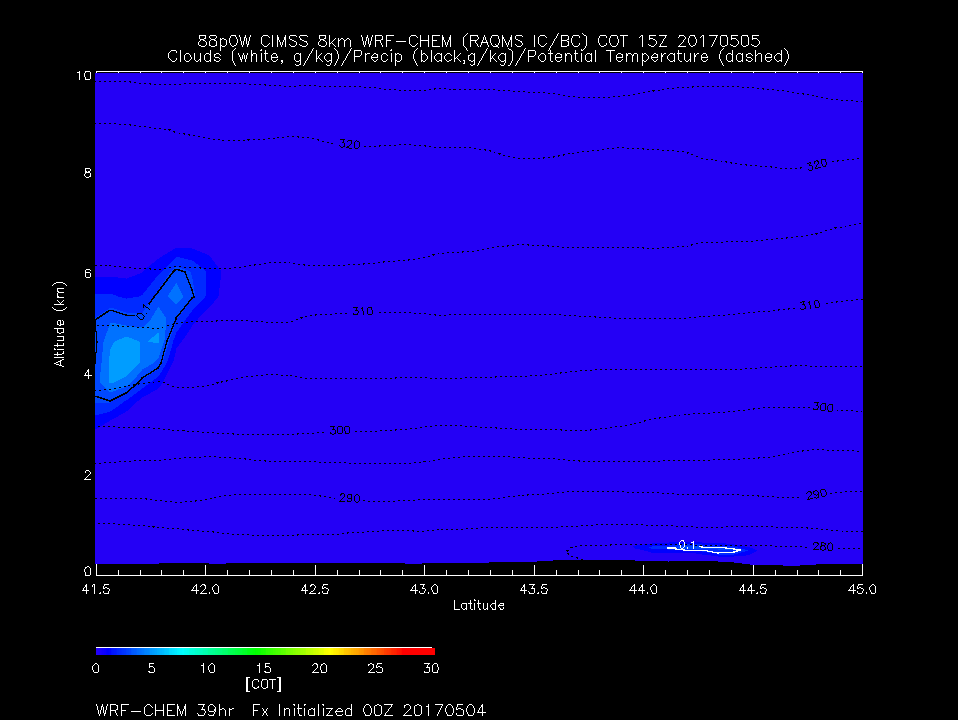 88p0W CIMSS 8km WRF-CHEM (RAQMS IC/BC) COT 15Z 20170505
Clouds (white, g/kg)/Precip (black,g/kg)/Potential Temperature (dashed)
10
320
320
8
6
310
310
0.1
Altitude (km)
4
300
300
2
290
290
0.1
280
0
41.5 42.0 42.5 43.0 43.5 44.0 44.5 45.0
Latitude
0 5 10 15 20 25 30
[COT]
WRF-CHEM 39hr Fx Initialized 00Z 20170504